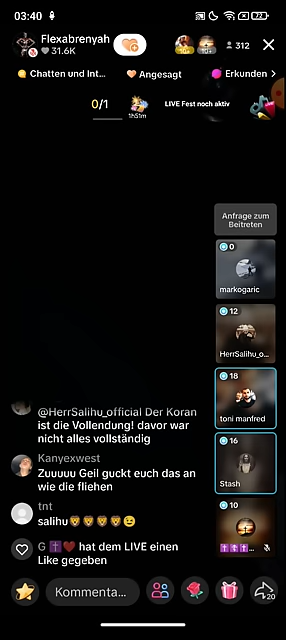 03:40
72
Flexabrenyah
31.6K
312
Chatten und Int...
Angesagt
Erkunden
0/1
1h51m
LIVE Fest noch aktiv
Anfrage zum
Beitreten
0
markogaric
12
HerrSalihu_o...
18
toni manfred
16
Stash
10
@HerrSalihu_official Der Koran
ist die Vollendung! davor war
nicht alles vollständig
Kanyexwest
Zuuuuu Geil guckt euch das an
wie die fliehen
tnt
salihu🦁🦁🦁🦁😉
G ✝️❤️ hat dem LIVE einen
Like gegeben
✝️✝️✝️...
Kommenta...
20